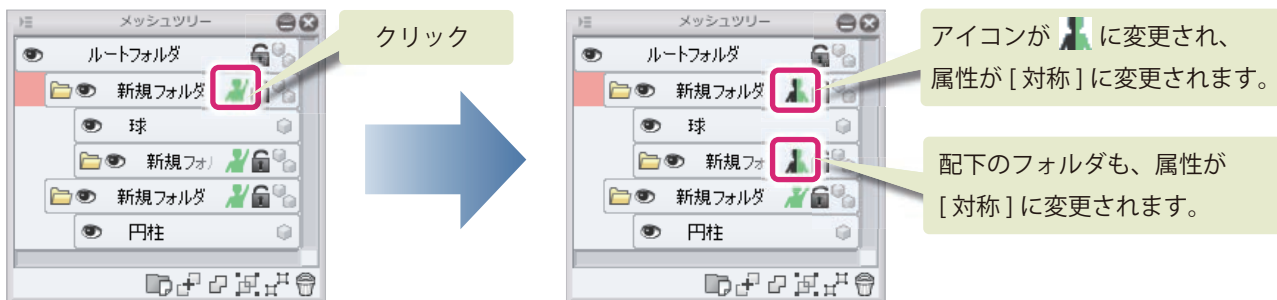 メッシュツリー
ルートフォルダ
新規フォルダ
球
新規フォ
新規フォルダ
円柱
クリック
メッシュツリー
ルートフォルダ
新規フォルダ
球
新規フォ
新規フォルダ
円柱
アイコンが に変更され、
属性が [ 対称 ] に変更されます。
配下のフォルダも、属性が
[ 対称 ] に変更されます。